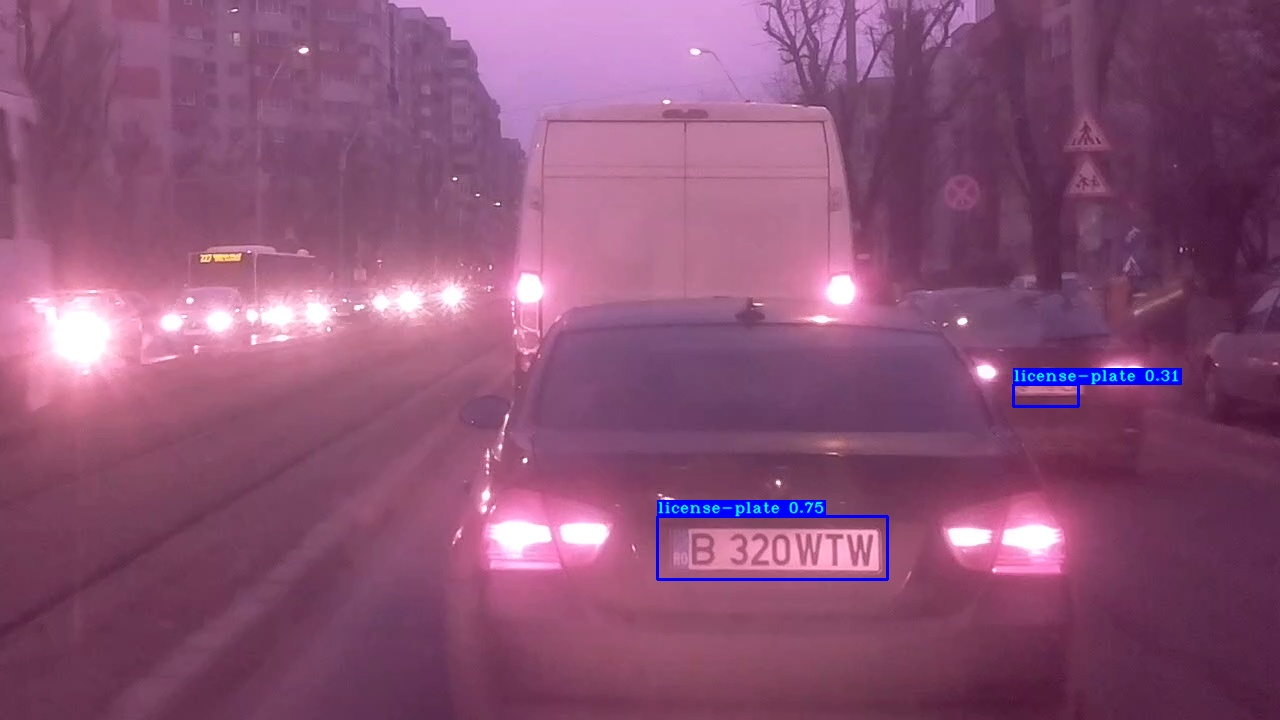 license-plate 0.31
license-plate 0.75
RO B 320WTW